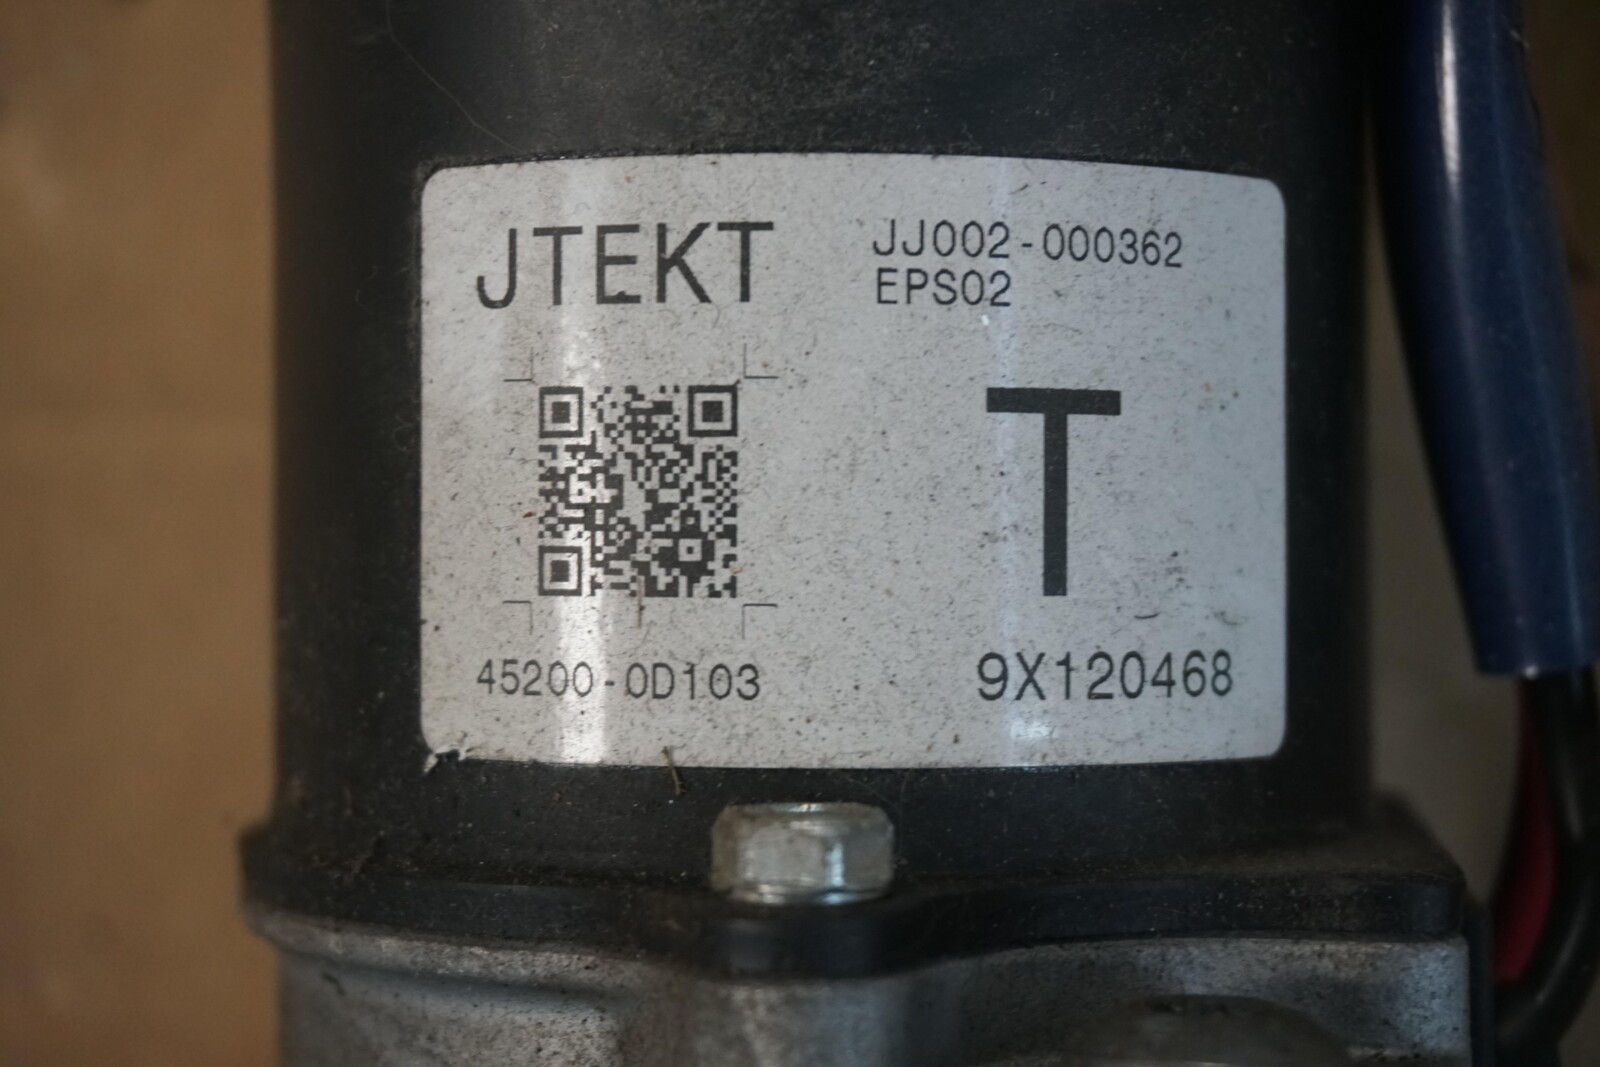 JTEKT
JJ002-000362
EPS02
T
45200-0D103
9X120468